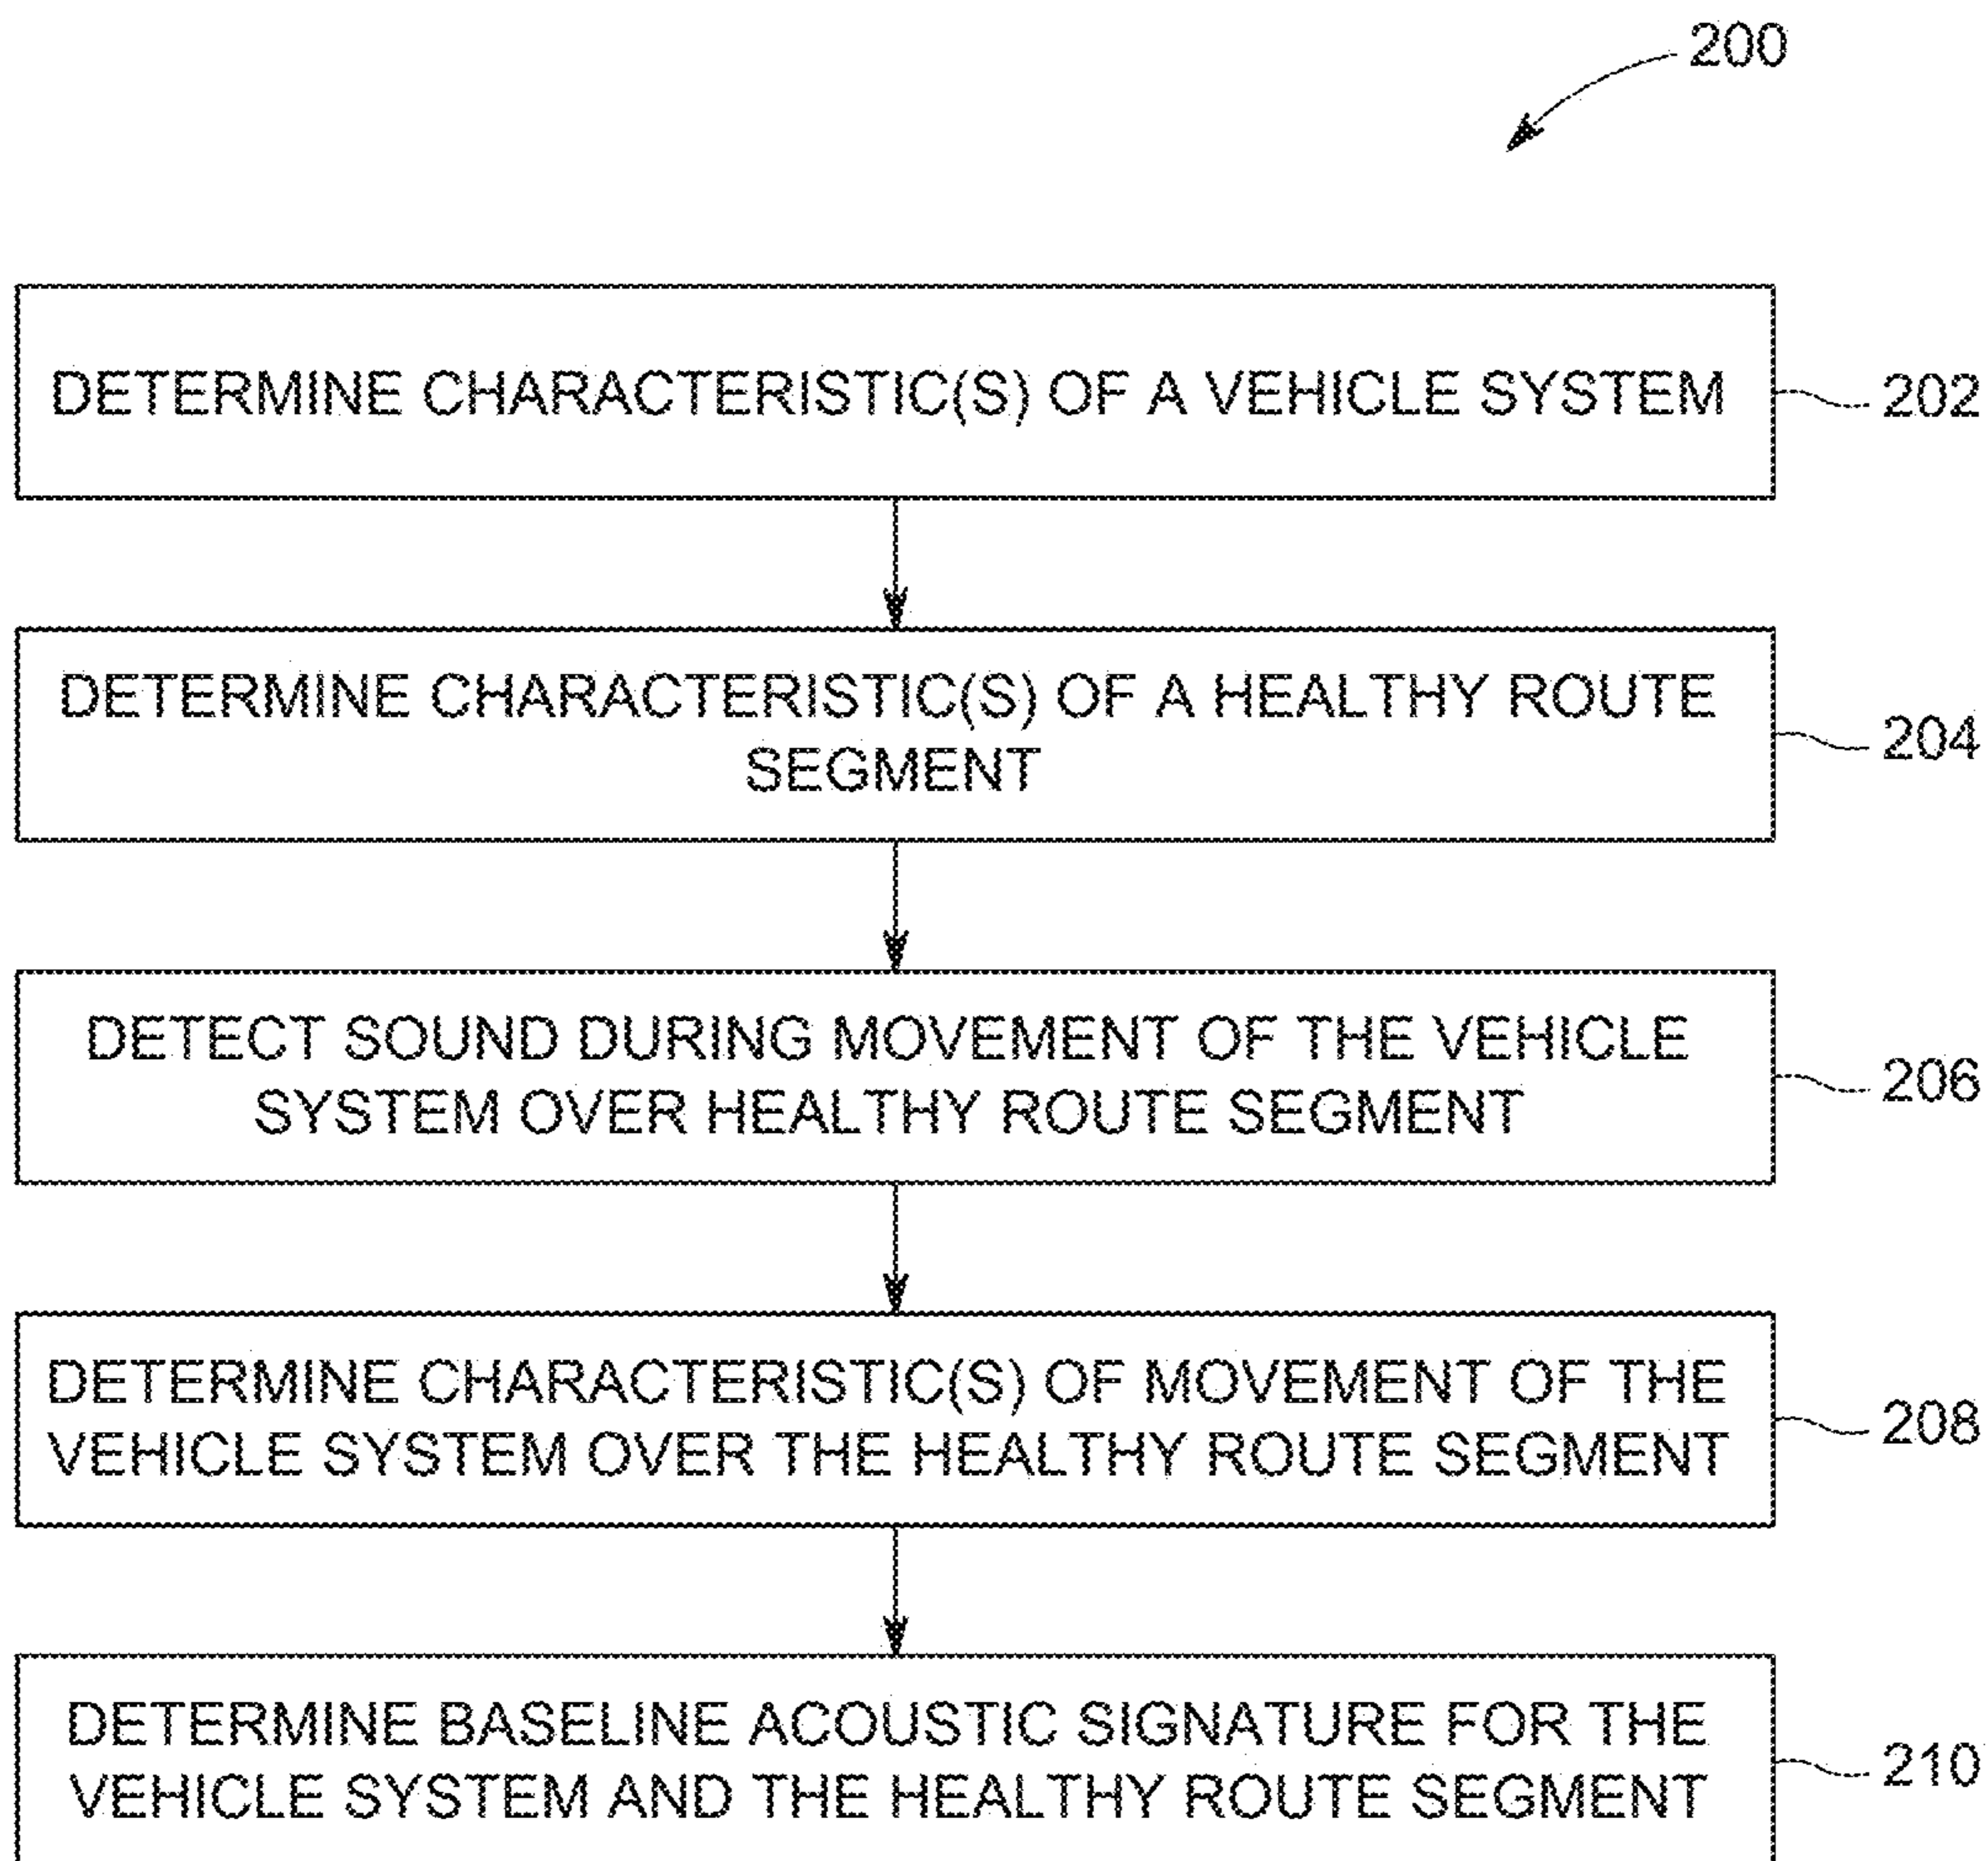 200
DETERMINE CHARACTERISTIC(S) OF A VEHICLE SYSTEM
202
DETERMINE CHARACTERISTIC(S) OF A HEALTHY ROUTE
SEGMENT
204
DETECT SOUND DURING MOVEMENT OF THE VEHICLE
SYSTEM OVER HEALTHY ROUTE SEGMENT
206
DETERMINE CHARACTERISTIC(S) OF MOVEMENT OF THE
VEHICLE SYSTEM OVER THE HEALTHY ROUTE SEGMENT
208
DETERMINE BASELINE ACOUSTIC SIGNATURE FOR THE
VEHICLE SYSTEM AND THE HEALTHY ROUTE SEGMENT
210